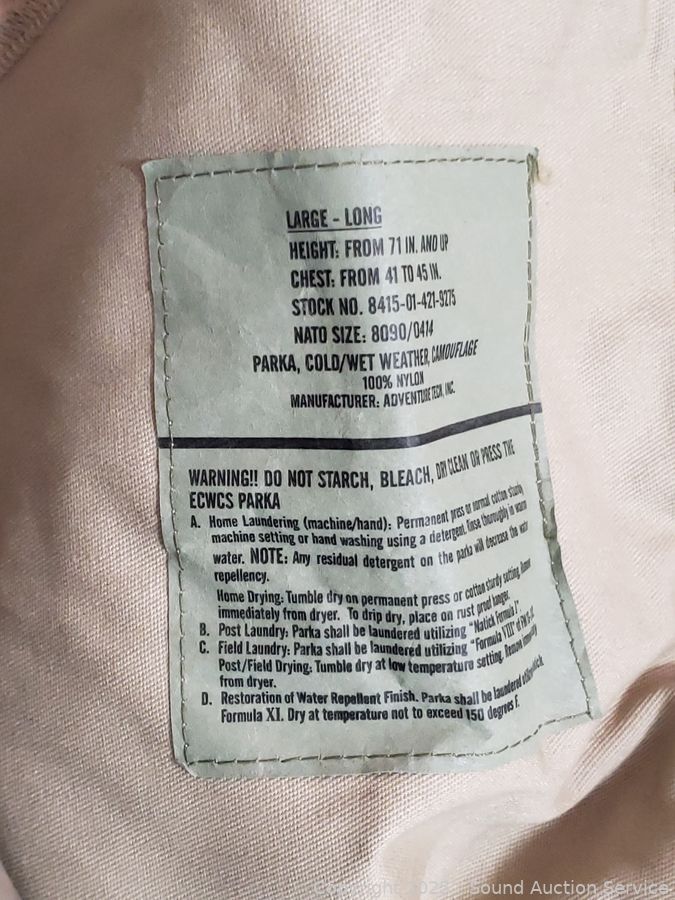 LARGE - LONG
HEIGHT: FROM 71 IN. AND UP
CHEST: FROM 41 TO 45 IN.
STOCK NO. 8415-01-421-9275
NATO SIZE: 8090/0414
PARKA, COLD/WET WEATHER, CAMOUFLAGE
100% NYLON
MANUFACTURER: ADVENTURE TECH, INC.
WARNING!! DO NOT STARCH, BLEACH, DRY CLEAN OR PRESS THE
ECWCS PARKA
A. Home Laundering (machine/hand): Permanent press or normal cotton sturdy
machine setting or hand washing using a detergent. Rinse thoroughly in warm
water. NOTE: Any residual detergent on the parka will decrease the water
repellency.
Home Drying: Tumble dry on permanent press or cotton sturdy setting. Remove
immediately from dryer. To drip dry, place on rust proof hanger.
B. Post Laundry: Parka shall be laundered utilizing "Natick Formula I".
C. Field Laundry: Parka shall be laundered utilizing "Formula VIII" of
Post/Field Drying: Tumble dry at low temperature setting. Remove immediately
from dryer.
D. Restoration of Water Repellent Finish. Parka shall be laundered
Formula XI. Dry at temperature not to exceed 150 degrees F.
Copyright 2025 - Sound Auction Service